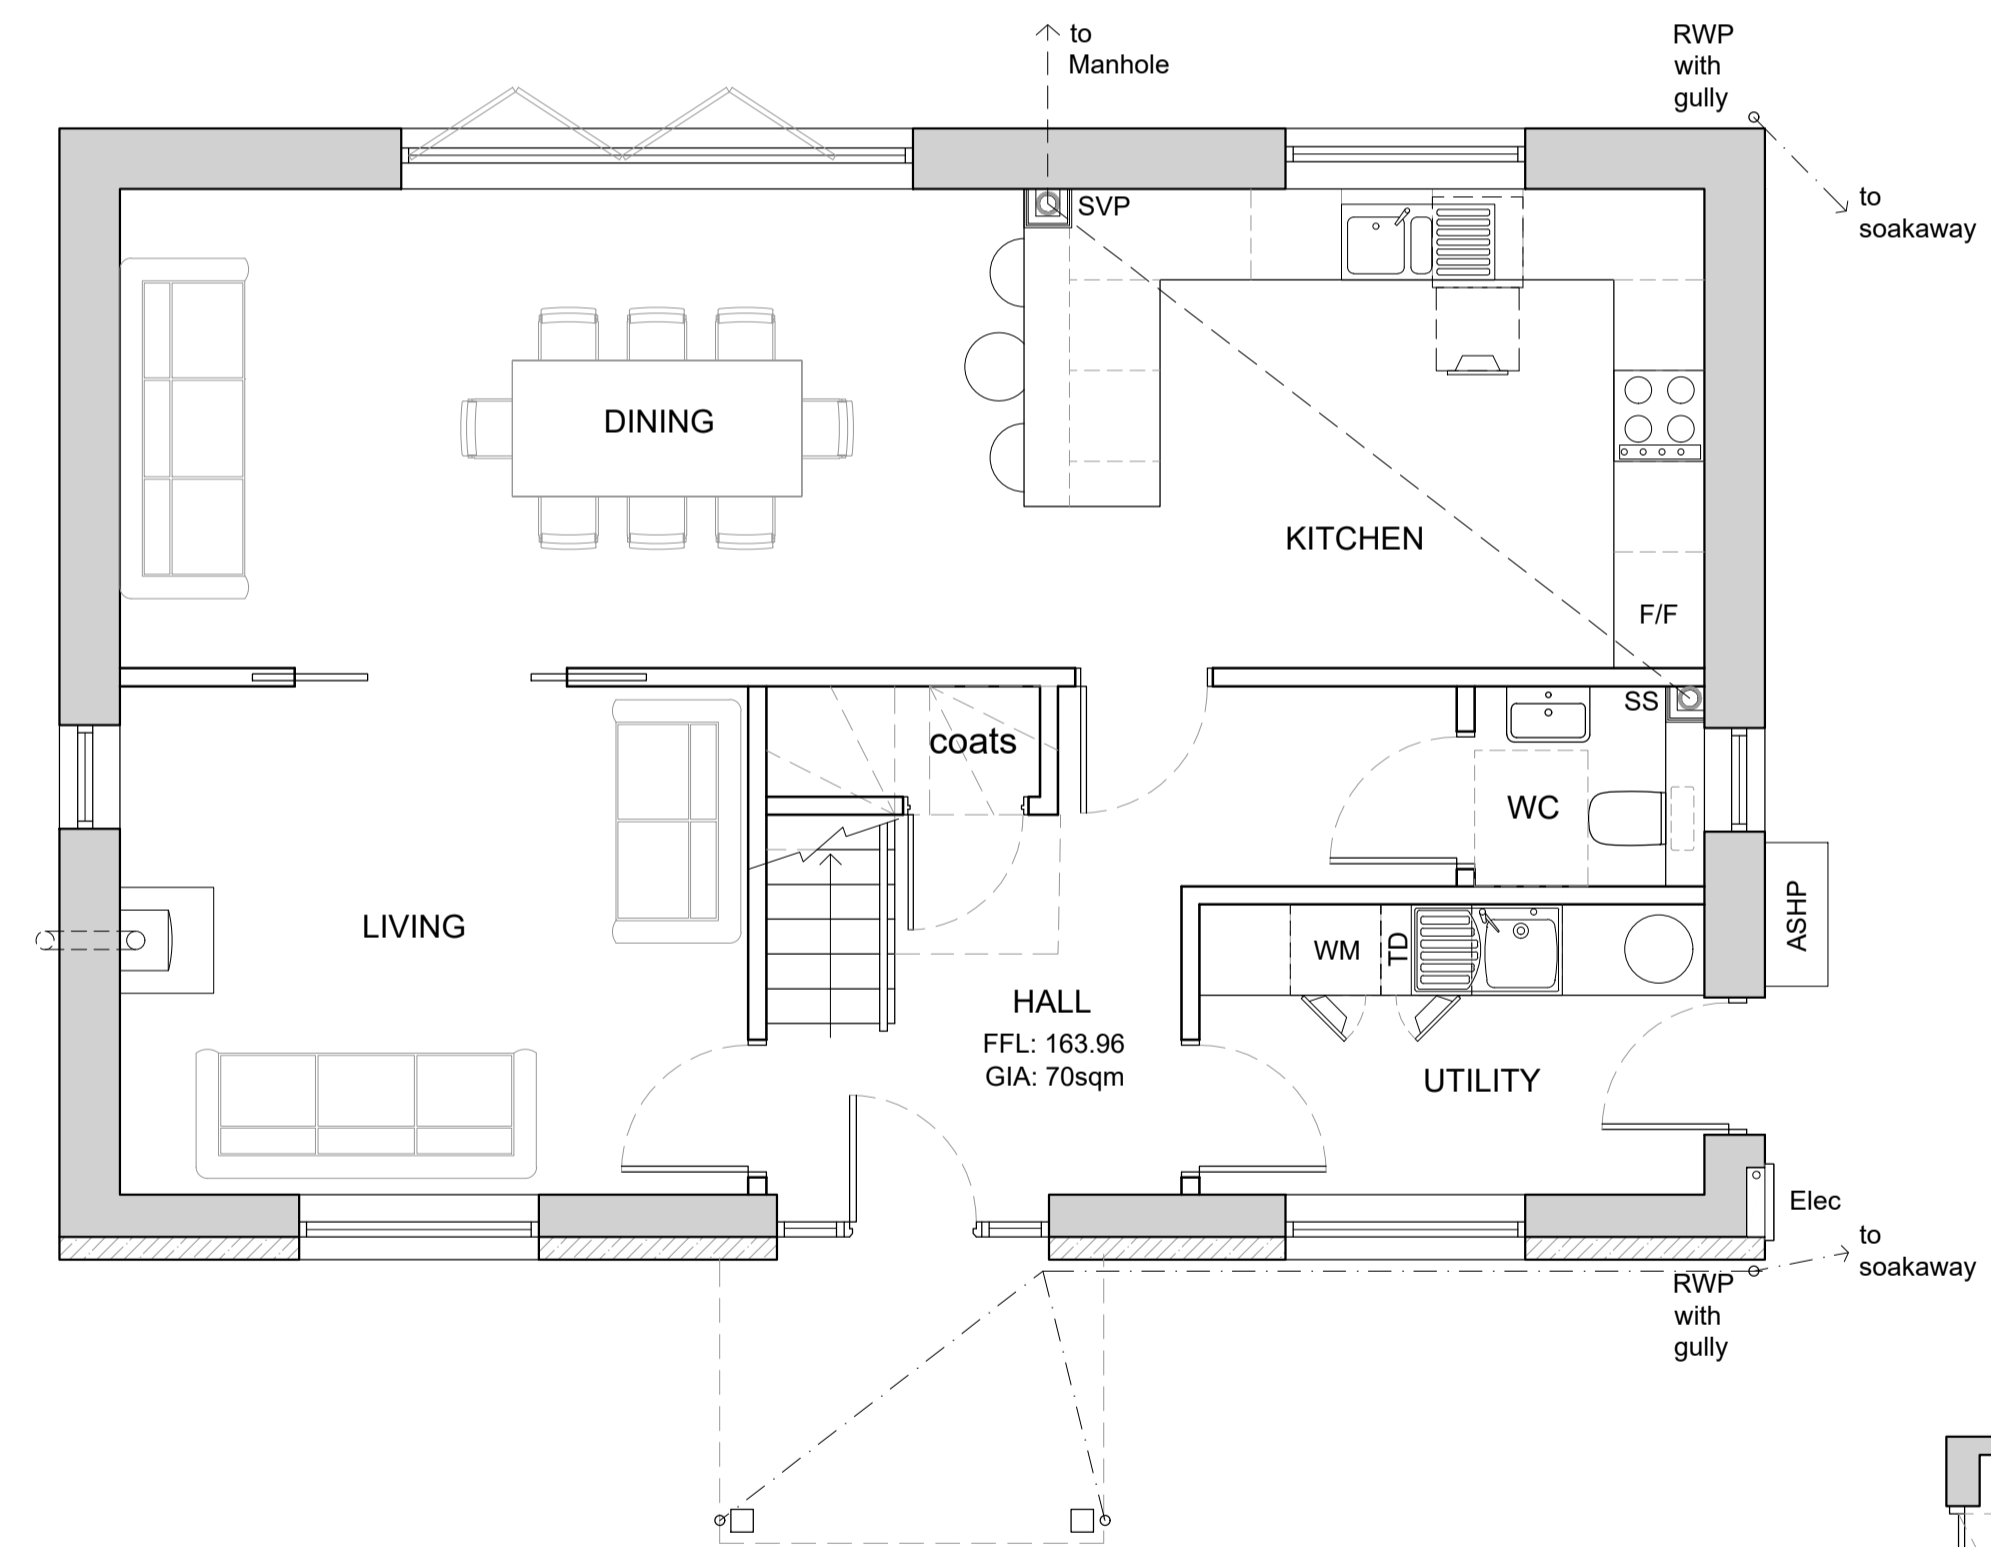 to
Manhole
RWP
with
gully
to
soakaway
SVP
DINING
KITCHEN
F/F
SS
coats
WC
LIVING
WM
TD
ASHP
HALL
FFL: 163.96
GIA: 70sqm
UTILITY
Elec
to
soakaway
RWP
with
gully